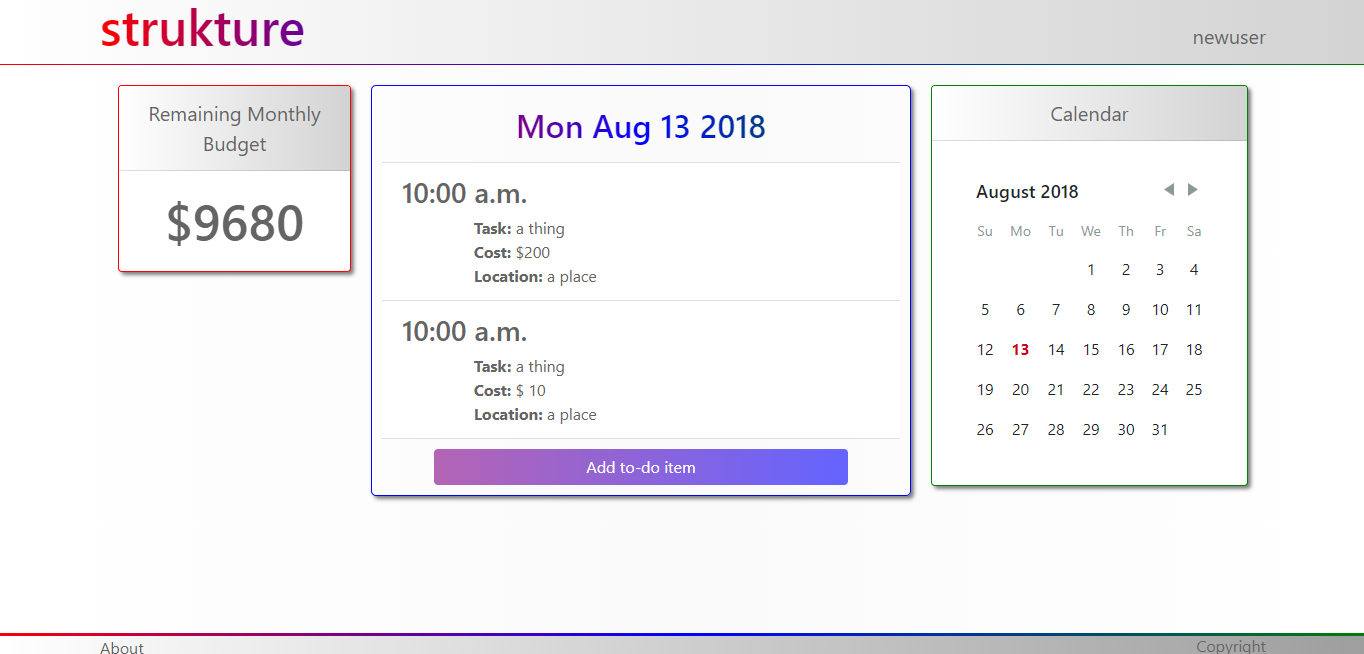 strukture
newuser
Remaining Monthly
Budget
$9680
Mon Aug 13 2018
10:00 a.m.
Task: a thing
Cost: $200
Location: a place
10:00 a.m.
Task: a thing
Cost: $ 10
Location: a place
Add to-do item
Calendar
August 2018
Su Mo Tu We Th Fr Sa
1 2 3 4
5 6 7 8 9 10 11
12 13 14 15 16 17 18
19 20 21 22 23 24 25
26 27 28 29 30 31
About
Copyright